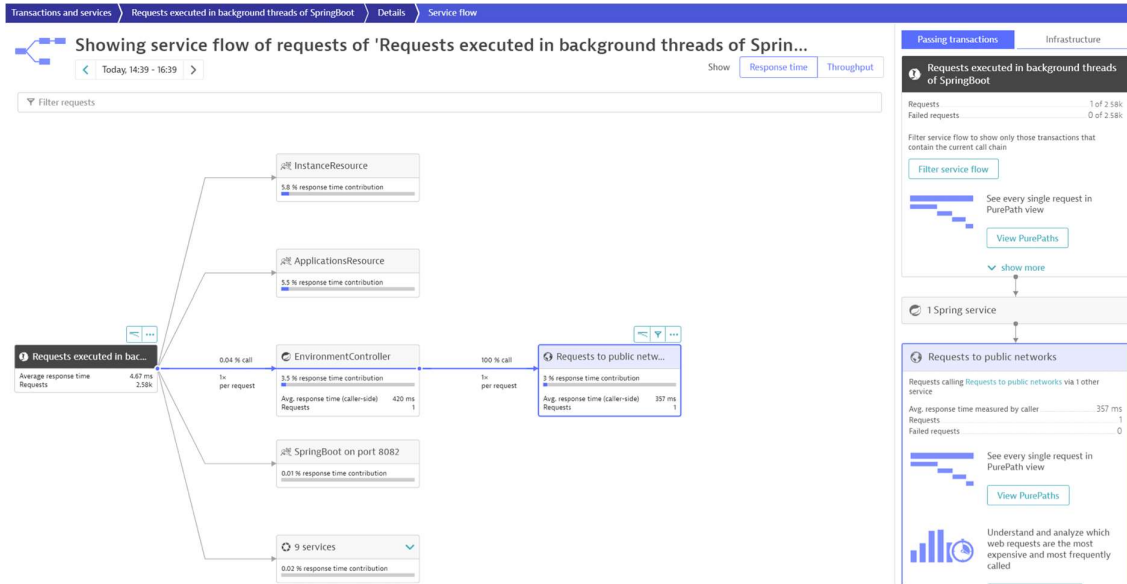 Transactions and services
Requests executed in background threads of SpringBoot
Details
Service flow
Showing service flow of requests of 'Requests executed in background threads of Sprin...
Today, 14:39 - 16:39
Show
Response time
Throughput
Filter requests
InstanceResource
5.8 % response time contribution
ApplicationsResource
5.5 % response time contribution
Requests executed in bac...
Average response time 4.67 ms
Requests 2.58k
0.04 % call
1x
per request
EnvironmentController
3.5 % response time contribution
Avg. response time (caller-side) 420 ms
Requests 1
100 % call
1x
per request
Requests to public netw...
3 % response time contribution
Avg. response time (caller-side) 357 ms
Requests 1
SpringBoot on port 8082
0.01 % response time contribution
9 services
0.02 % response time contribution
Passing transactions
Infrastructure
Requests executed in background threads
of SpringBoot
Requests 1 of 2.58k
Failed requests 0 of 2.58k
Filter service flow to show only those transactions that
contain the current call chain
Filter service flow
See every single request in
PurePath view
View PurePaths
show more
1 Spring service
Requests to public networks
Requests calling Requests to public networks via 1 other
service
Avg. response time measured by caller 357 ms
Requests 1
Failed requests 0
See every single request in
PurePath view
View PurePaths
Understand and analyze which
web requests are the most
expensive and most frequently
called